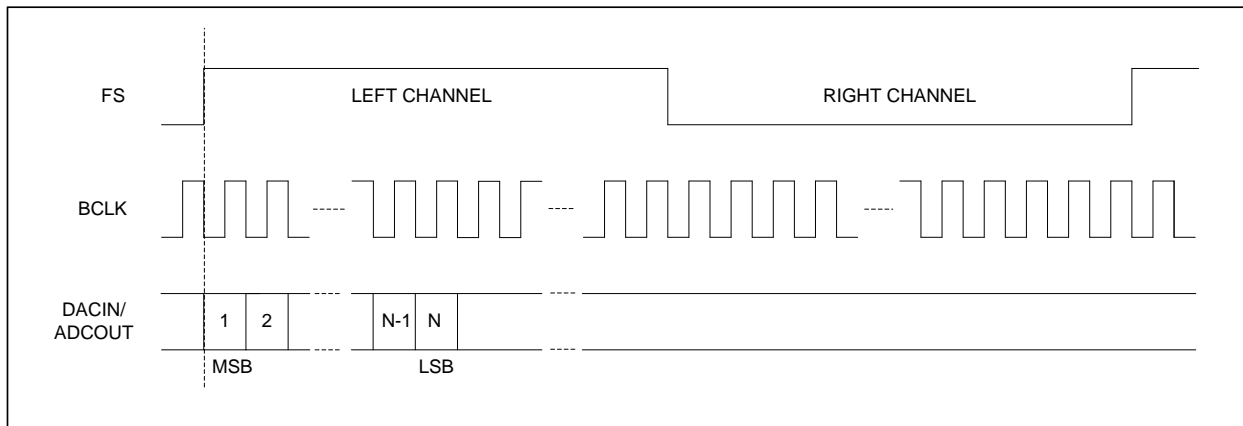 FS
LEFT CHANNEL
RIGHT CHANNEL
BCLK
DACIN/
ADCOUT
1
2
N-1
N
MSB
LSB